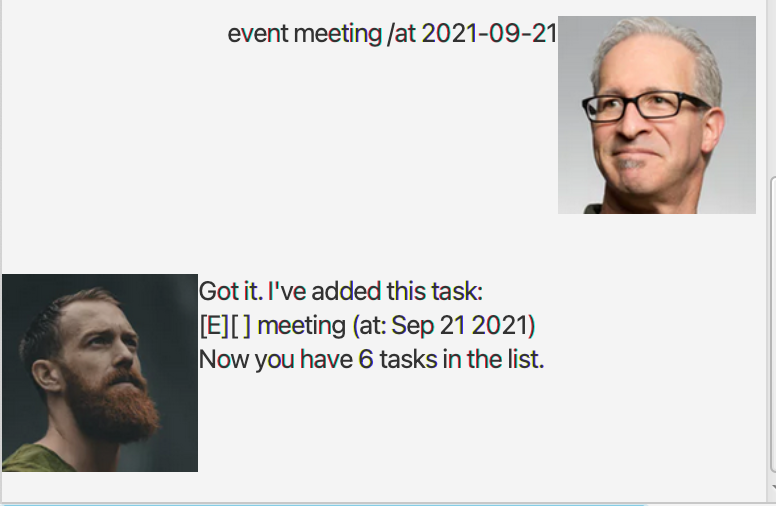 event meeting /at 2021-09-21
Got it. I've added this task:
[E][ ] meeting (at: Sep 21 2021)
Now you have 6 tasks in the list.